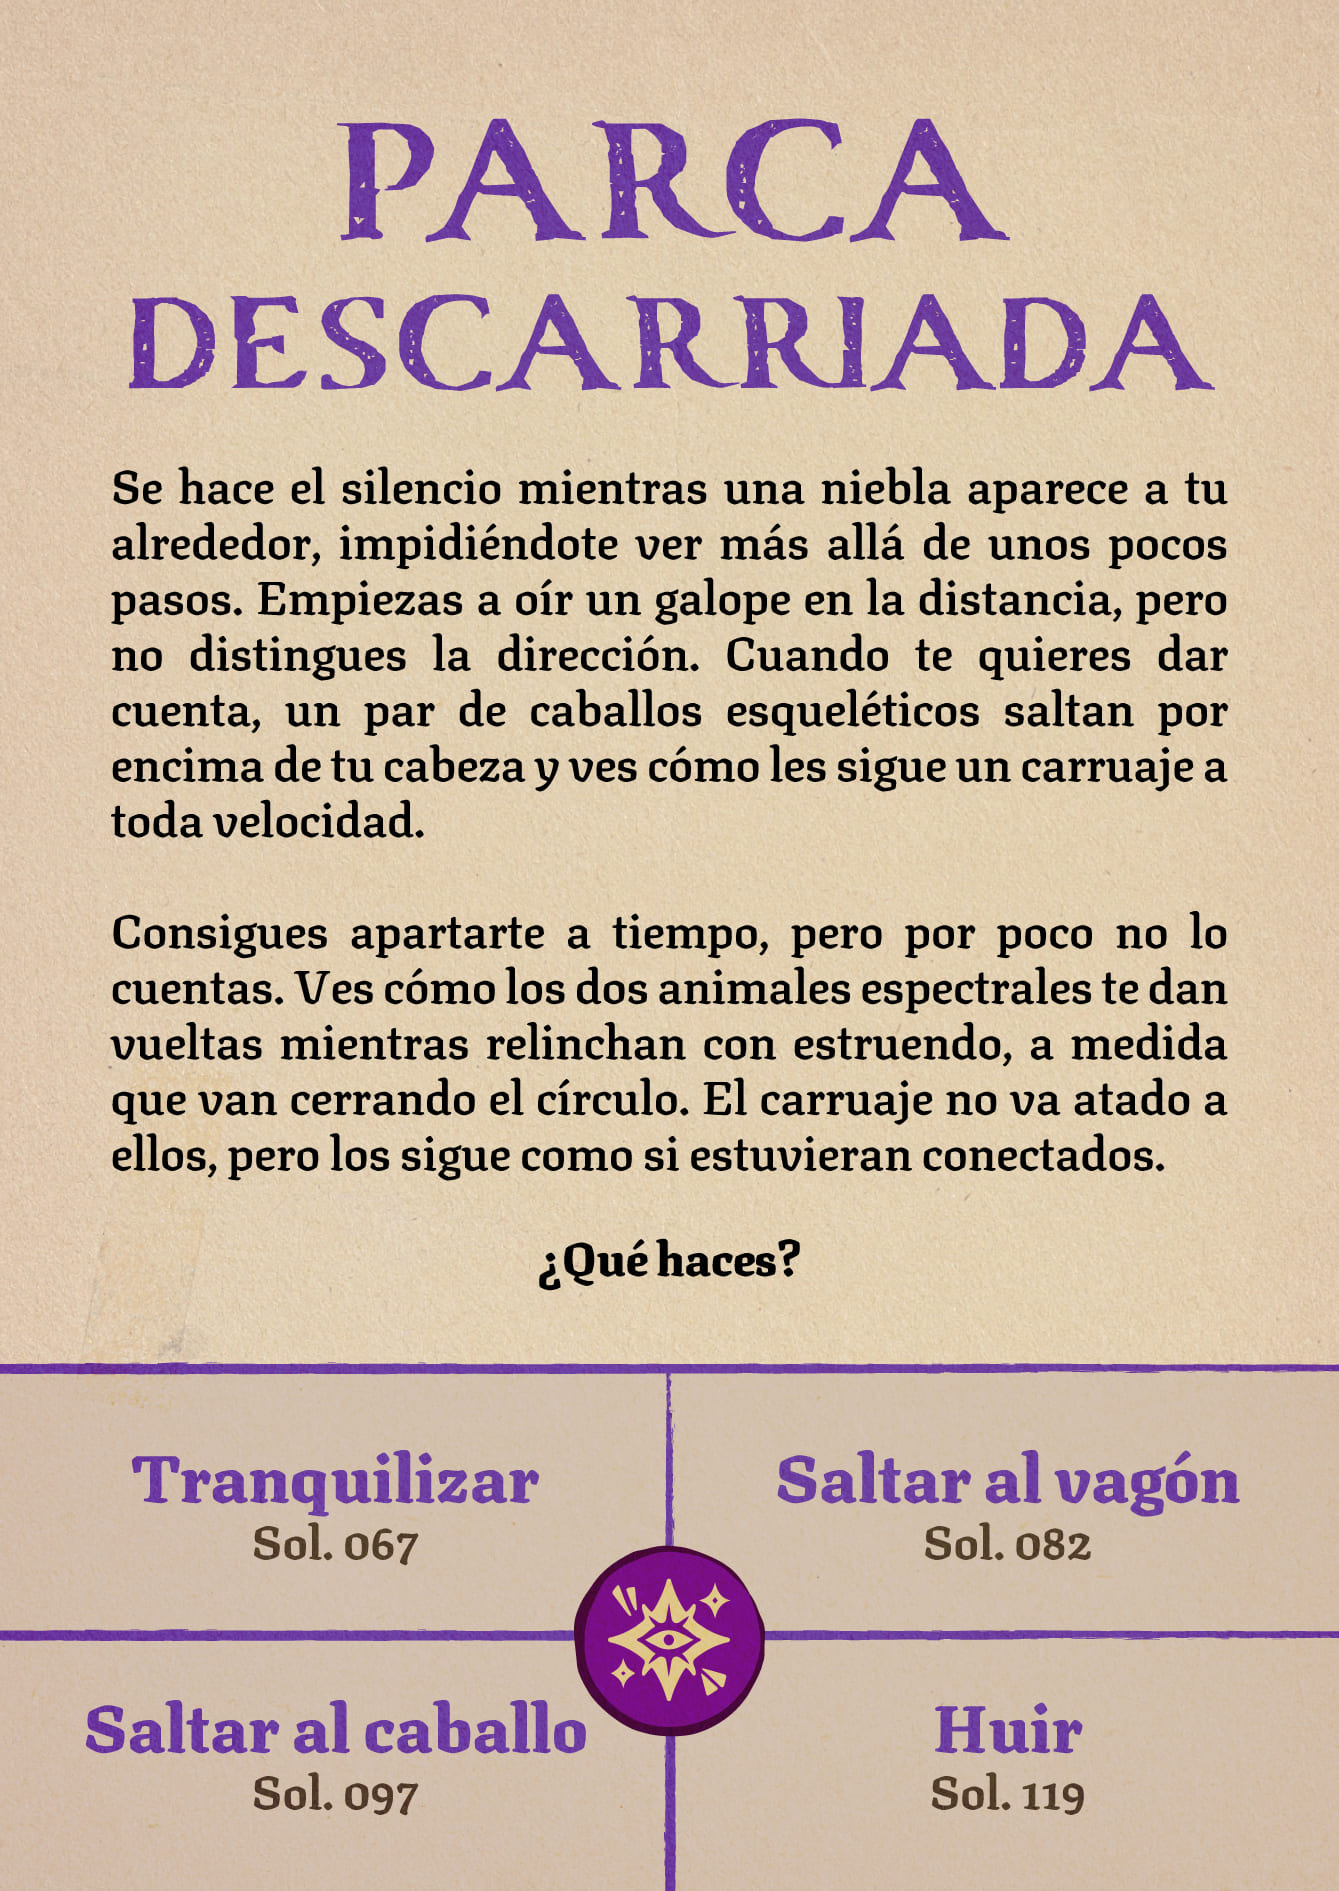 PARCA
DESCARRIADA
Se hace el silencio mientras una niebla aparece a tu
alrededor, impidiéndote ver más allá de unos pocos
pasos. Empiezas a oír un galope en la distancia, pero
no distingues la dirección. Cuando te quieres dar
cuenta, un par de caballos esqueléticos saltan por
encima de tu cabeza y ves cómo les sigue un carruaje a
toda velocidad.
Consigues apartarte a tiempo, pero por poco no lo
cuentas. Ves cómo los dos animales espectrales te dan
vueltas mientras relinchan con estruendo, a medida
que van cerrando el círculo. El carruaje no va atado a
ellos, pero los sigue como si estuvieran conectados.
¿Qué haces?
Tranquilizar
Sol. 067
Saltar al vagón
Sol. 082
Saltar al caballo
Sol. 097
Huir
Sol. 119